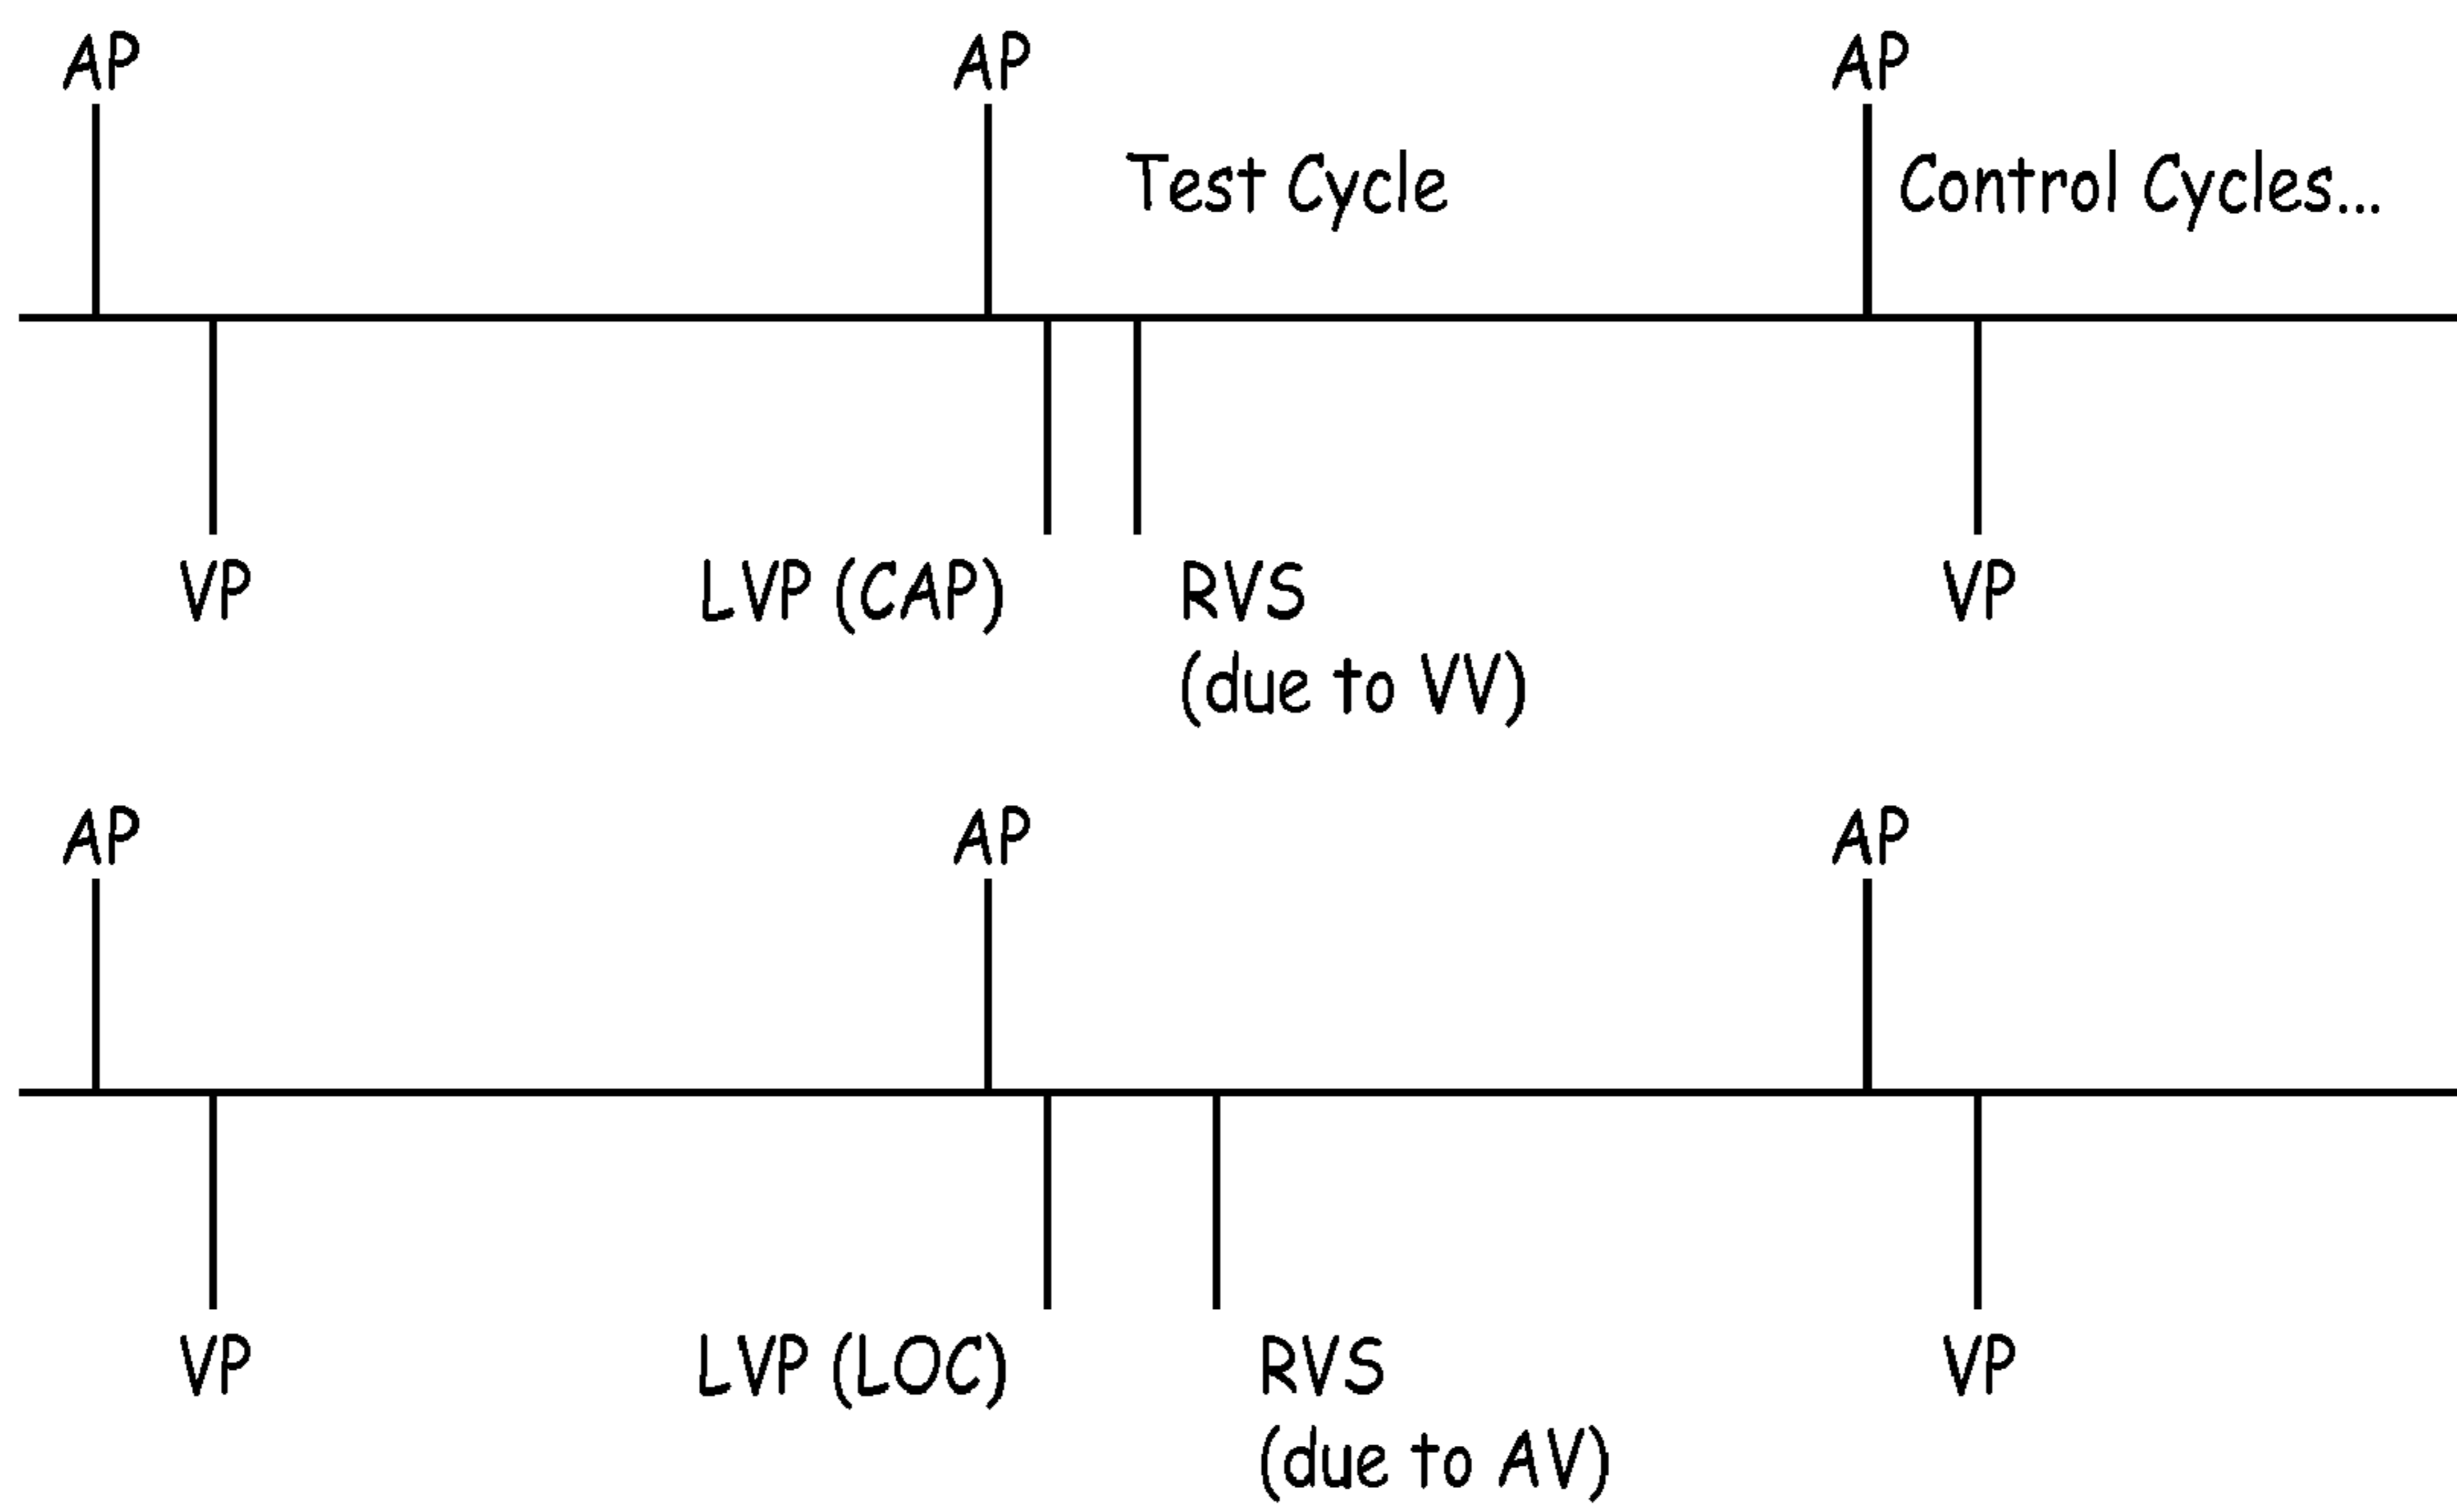 AP AP AP
Test Cycle Control Cycles...
VP LVP (CAP) RVS VP
(due to VV)
AP AP AP
VP LVP (LOC) RVS VP
(due to AV)